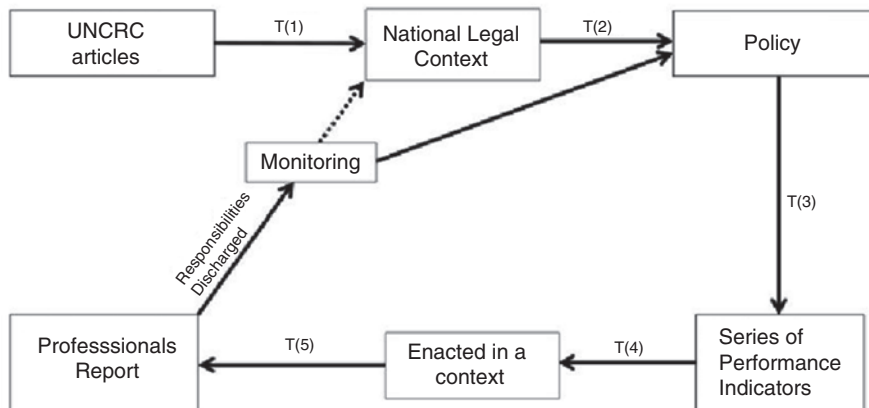 UNCRC
articles
T(1)
National Legal
Context
T(2)
Policy
Monitoring
T(3)
Responsibilities
Discharged
Professsionals
Report
T(5)
Enacted in a
context
T(4)
Series of
Performance
Indicators